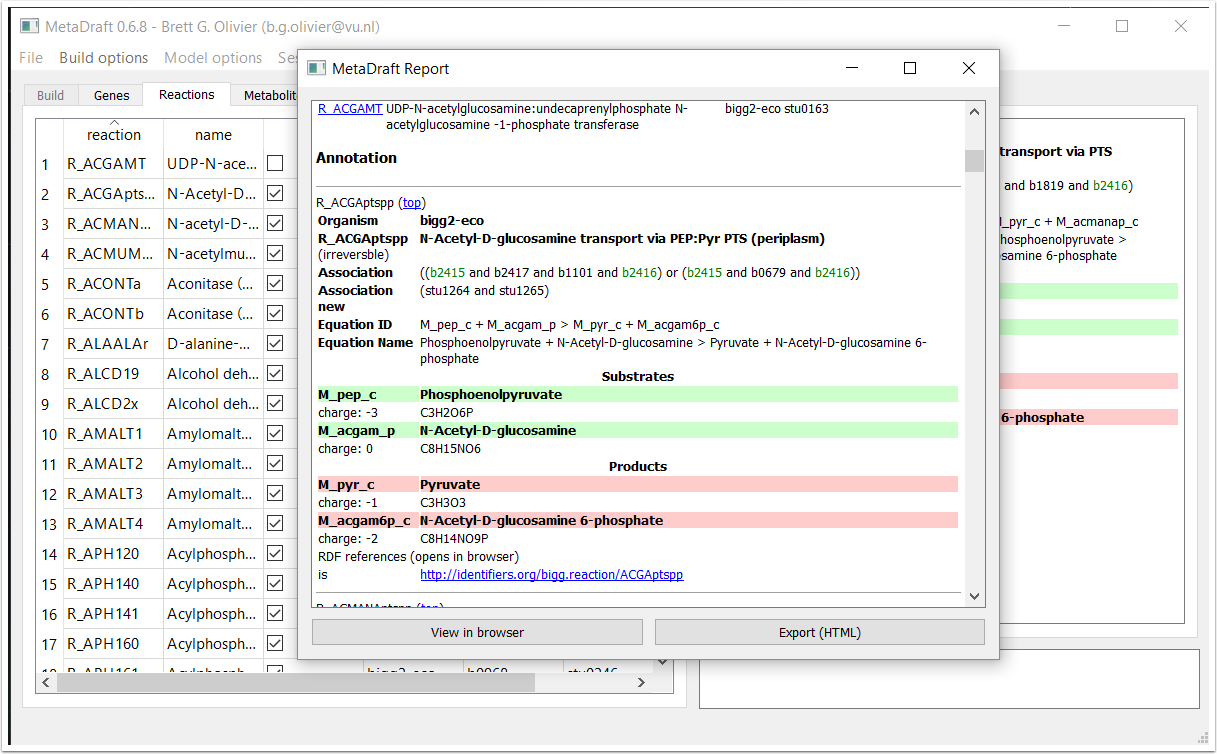 MetaDraft 0.6.8 - Brett G. Olivier (b.g.olivier@vu.nl)
File Build options Model options Ses
Build Genes Reactions Metabolit
reaction name
1 R_ACGAMT UDP-N-ace...
2 R_ACGApts... N-Acetyl-D...
3 R_ACMAN... N-acetyl-D-...
4 R_ACMUM... N-acetylmu...
5 R_ACONTa Aconitase (...
6 R_ACONTb Aconitase (...
7 R_ALAALAr D-alanine-...
8 R_ALCD19 Alcohol deh...
9 R_ALCD2x Alcohol deh...
10 R_AMALT1 Amylomalt...
11 R_AMALT2 Amylomalt...
12 R_AMALT3 Amylomalt...
13 R_AMALT4 Amylomalt...
14 R_APH120 Acylphosph...
15 R_APH140 Acylphosph...
16 R_APH141 Acylphosph...
17 R_APH160 Acylphosph...
MetaDraft Report
R_ACGAMT UDP-N-acetylglucosamine:undecaprenylphosphate N- bigg2-eco stu0163
acetylglucosamine -1-phosphate transferase
Annotation
R_ACGAptspp (top)
Organism bigg2-eco
R_ACGAptspp N-Acetyl-D-glucosamine transport via PEP:Pyr PTS (periplasm)
(irreversble)
Association ((b2415 and b2417 and b1101 and b2416) or (b2415 and b0679 and b2416))
Association (stu1264 and stu1265)
new
Equation ID M_pep_c + M_acgam_p > M_pyr_c + M_acgam6p_c
Equation Name Phosphoenolpyruvate + N-Acetyl-D-glucosamine > Pyruvate + N-Acetyl-D-glucosamine 6-
phosphate
Substrates
M_pep_c Phosphoenolpyruvate
charge: -3 C3H2O6P
M_acgam_p N-Acetyl-D-glucosamine
charge: 0 C8H15NO6
Products
M_pyr_c Pyruvate
charge: -1 C3H3O3
M_acgam6p_c N-Acetyl-D-glucosamine 6-phosphate
charge: -2 C8H14NO9P
RDF references (opens in browser)
is http://identifiers.org/bigg.reaction/ACGAptspp
View in browser Export (HTML)
transport via PTS
and b1819 and b2416)
_pyr_c + M_acmanap_c
hosphoenolpyruvate >
samine 6-phosphate
6-phosphate